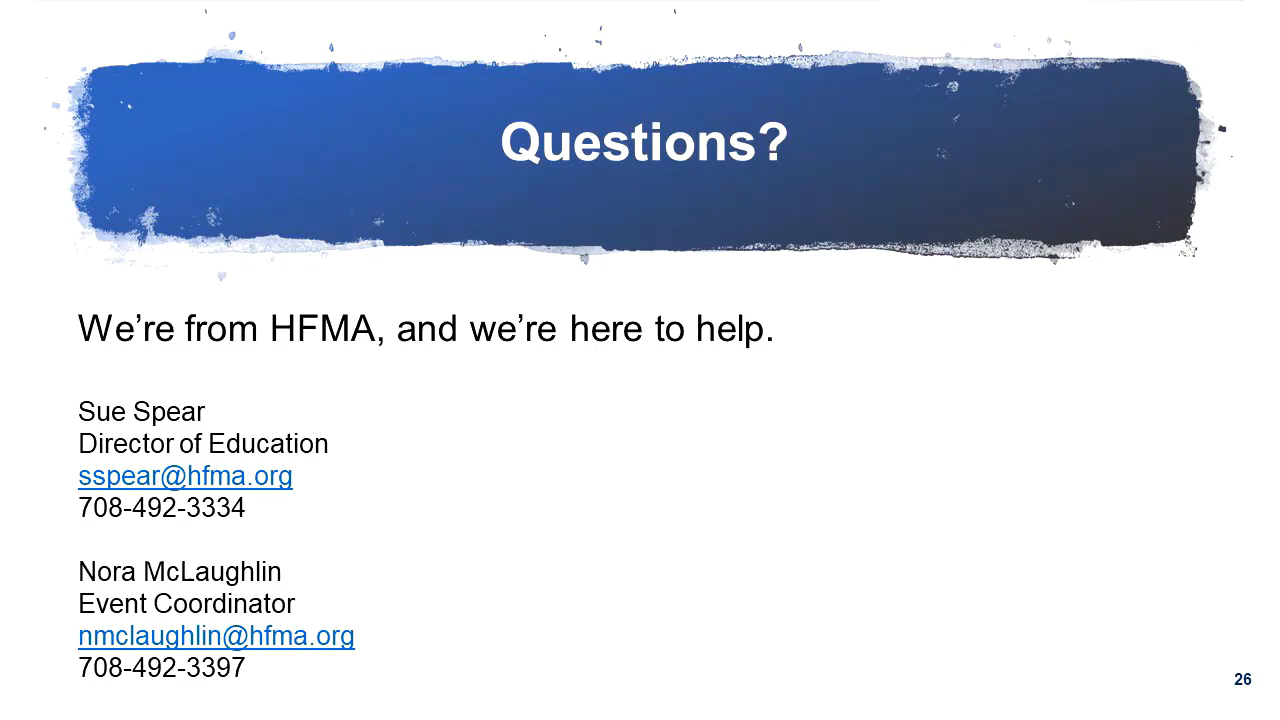 Questions?
We’re from HFMA, and we’re here to help.
Sue Spear
Director of Education
sspear@hfma.org
708-492-3334
Nora McLaughlin
Event Coordinator
nmclaughlin@hfma.org
708-492-3397
26